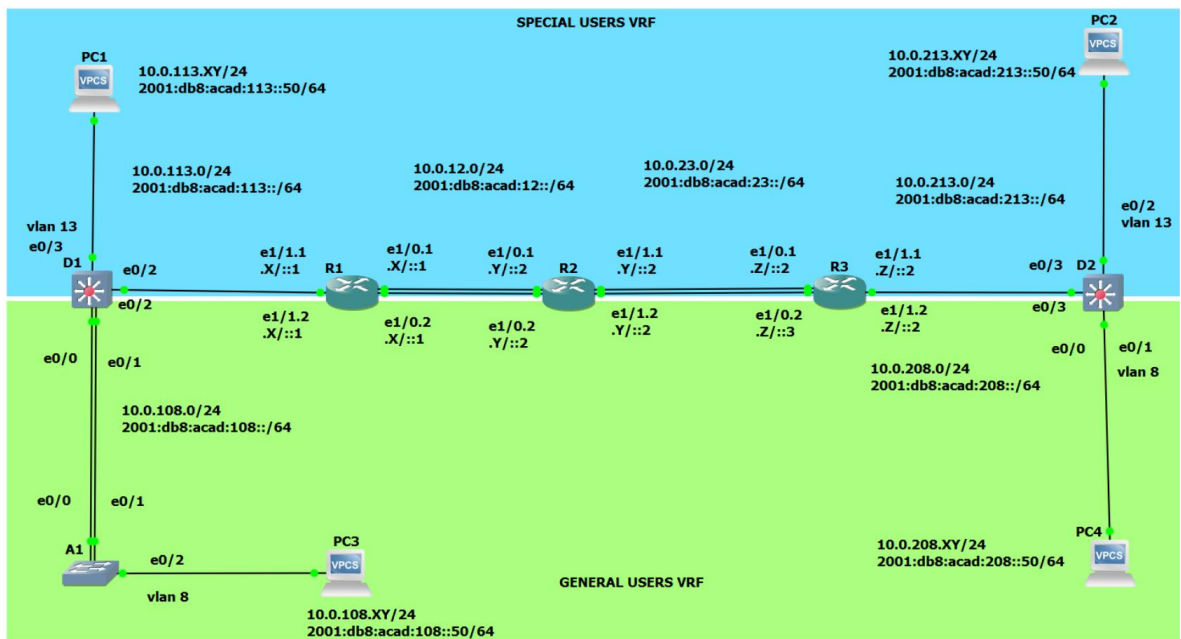 SPECIAL USERS VRF
PC1
VPCS
10.0.113.XY/24
2001:db8:acad:113::50/64
PC2
VPCS
10.0.213.XY/24
2001:db8:acad:213::50/64
10.0.113.0/24
2001:db8:acad:113::/64
10.0.12.0/24
2001:db8:acad:12::/64
10.0.23.0/24
2001:db8:acad:23::/64
10.0.213.0/24
2001:db8:acad:213::/64
vlan 13
e0/3
D1
e0/2
e0/2
e1/1.1
.X/::1
R1
e1/0.1
.X/::1
e1/0.1
.Y/::2
R2
e1/1.1
.Y/::2
e1/0.1
.Z/::2
R3
e1/1.1
.Z/::2
e0/2
vlan 13
e0/3
D2
e0/3
e1/1.2
.X/::1
e1/0.2
.X/::1
e1/0.2
.Y/::2
e1/1.2
.Y/::2
e1/0.2
.Z/::3
e1/1.2
.Z/::2
e0/0
e0/1
e0/0
e0/1
vlan 8
10.0.108.0/24
2001:db8:acad:108::/64
10.0.208.0/24
2001:db8:acad:208::/64
e0/0
e0/1
A1
e0/2
vlan 8
PC3
VPCS
10.0.108.XY/24
2001:db8:acad:108::50/64
GENERAL USERS VRF
10.0.208.XY/24
2001:db8:acad:208::50/64
PC4
VPCS